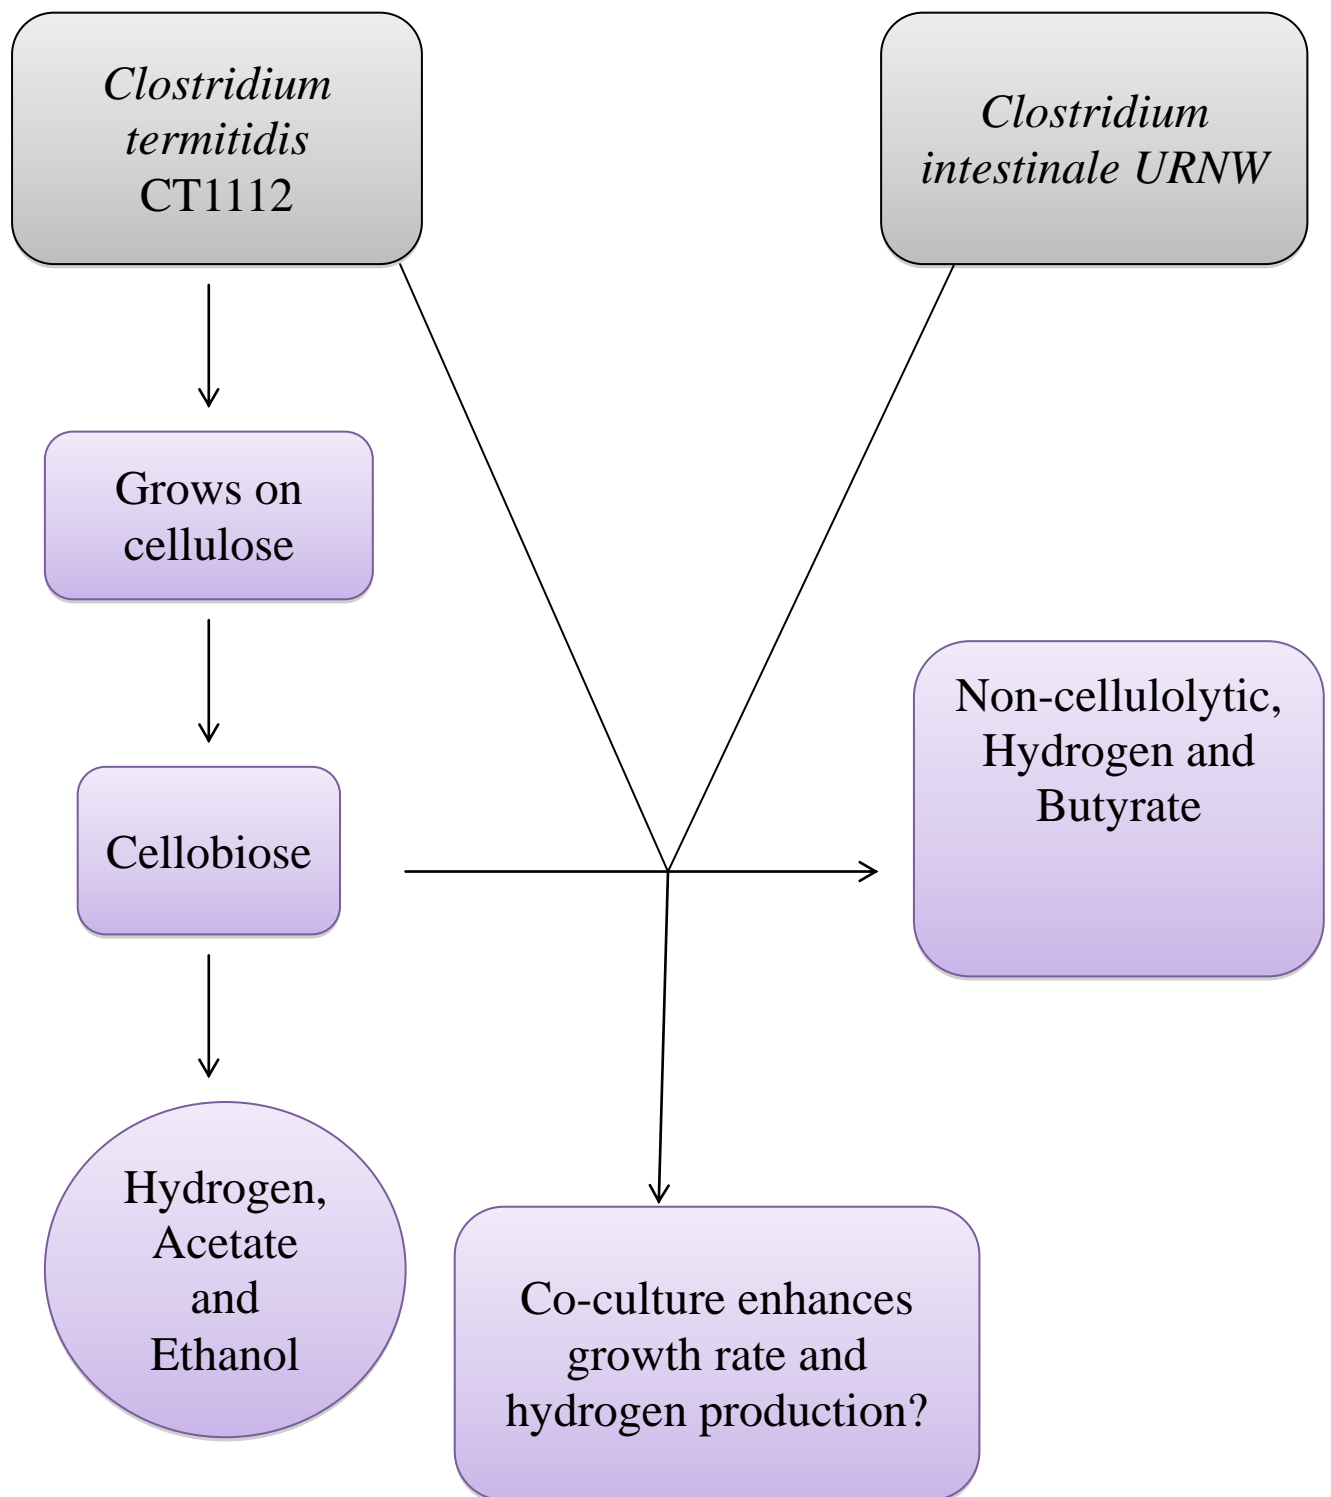 Clostridium
termitidis
CT1112
Clostridium
intestinale URNW
Grows on
cellulose
Non-cellulolytic,
Hydrogen and
Butyrate
Cellobiose
Hydrogen,
Acetate
and
Ethanol
Co-culture enhances
growth rate and
hydrogen production?